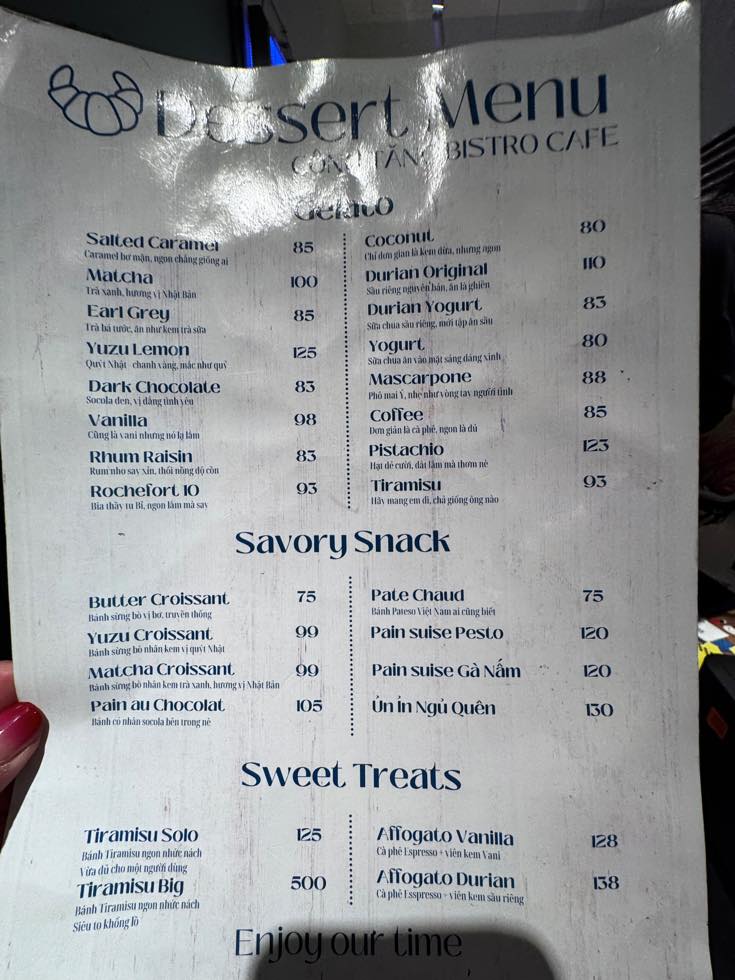 Dessert Menu
CÔNG TĂNG BISTRO CAFE
Gelato
Salted Caramel 85
Caramel bơ mặn, ngon chẳng giống ai
Matcha 100
Trà xanh, hương vị Nhật Bản
Earl Grey 85
Trà bá tước, ăn như kem trà sữa
Yuzu Lemon 125
Quýt Nhật - chanh vàng, mắc như quỷ
Dark Chocolate 83
Socola đen, vị đắng tình yêu
Vanilla 98
Cũng là vani nhưng nó lạ lắm
Rhum Raisin 83
Rum nho say xỉn, thổi nồng độ cồn
Rochefort 10 93
Bia thầy tu Bỉ, ngon lắm mà say
Coconut 80
Chỉ đơn giản là kem dừa, nhưng ngon
Durian Original 110
Sầu riêng nguyên bản, ăn là ghiền
Durian Yogurt 83
Sữa chua sầu riêng, mới tập ăn sầu
Yogurt 80
Sữa chua ăn vào mặt sáng dáng xinh
Mascarpone 88
Phô mai Ý, nhẹ như vòng tay người tình
Coffee 85
Đơn giản là cà phê, ngon là đủ
Pistachio 123
Hạt dẻ cười, đắt lắm mà thơm nè
Tiramisu 93
Hãy mang em đi, chả giống ông nào
Savory Snack
Butter Croissant 75
Bánh sừng bò vị bơ, truyền thống
Yuzu Croissant 99
Bánh sừng bò nhân kem vị quýt Nhật
Matcha Croissant 99
Bánh sừng bò nhân kem trà xanh, hương vị Nhật Bản
Pain au Chocolat 105
Bánh có nhân socola bên trong nè
Pate Chaud 75
Bánh Pateso Việt Nam ai cũng biết
Pain suise Pesto 120
Pain suise Gà Nấm 120
Ủn Ỉn Ngủ Quên 130
Sweet Treats
Tiramisu Solo 125
Bánh Tiramisu ngon nhức nách
Vừa đủ cho một người dùng
Tiramisu Big 500
Bánh Tiramisu ngon nhức nách
Siêu to khổng lồ
Affogato Vanilla 128
Cà phê Espresso + viên kem Vani
Affogato Durian 138
Cà phê Esspresso + viên kem sầu riêng
Enjoy our time